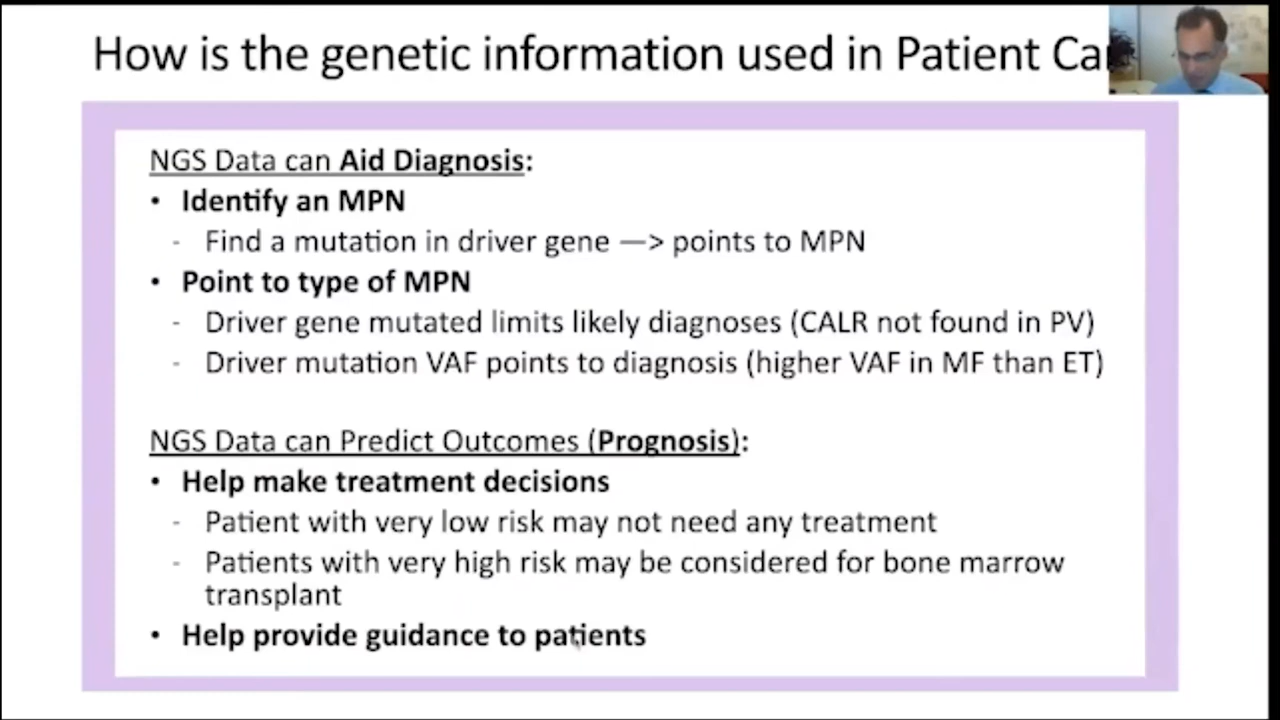 How is the genetic information used in Patient Ca
NGS Data can Aid Diagnosis:
• Identify an MPN
- Find a mutation in driver gene —> points to MPN
• Point to type of MPN
- Driver gene mutated limits likely diagnoses (CALR not found in PV)
- Driver mutation VAF points to diagnosis (higher VAF in MF than ET)
NGS Data can Predict Outcomes (Prognosis):
• Help make treatment decisions
- Patient with very low risk may not need any treatment
- Patients with very high risk may be considered for bone marrow
transplant
• Help provide guidance to patients